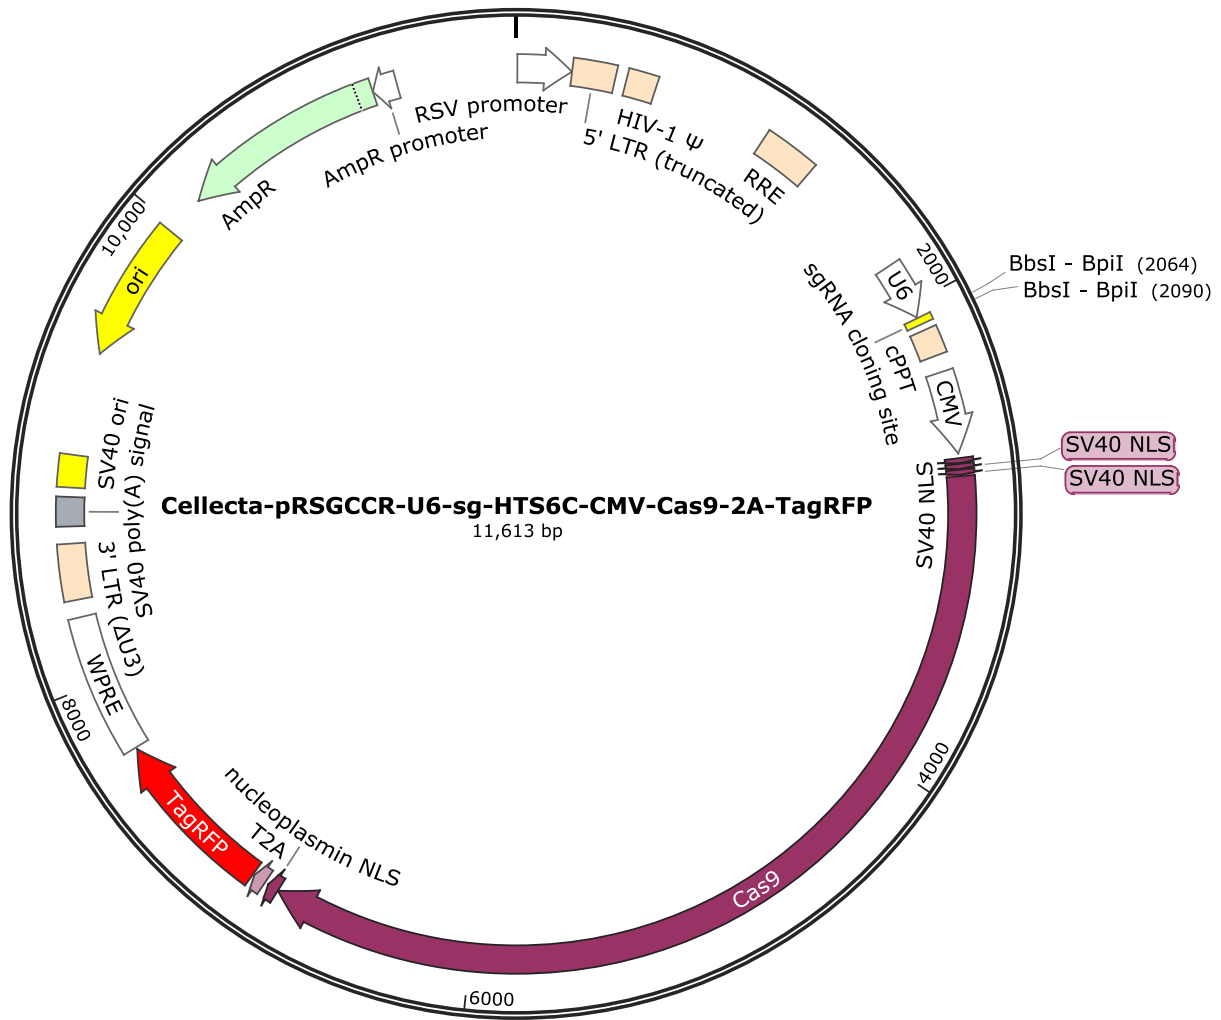 RSV promoter
5' LTR (truncated)
HIV-1 Ψ
RRE
2000
BbsI - BpiI (2064)
BbsI - BpiI (2090)
U6
sgRNA cloning site
cPPT
CMV
SV40 NLS
SV40 NLS
SV40 NLS
4000
Cas9
6000
nucleoplasmin NLS
T2A
TagRFP
8000
WPRE
3' LTR (ΔU3)
SV40 poly(A) signal
SV40 ori
ori
10,000
AmpR
AmpR promoter
Cellecta-pRSGCCR-U6-sg-HTS6C-CMV-Cas9-2A-TagRFP
11,613 bp